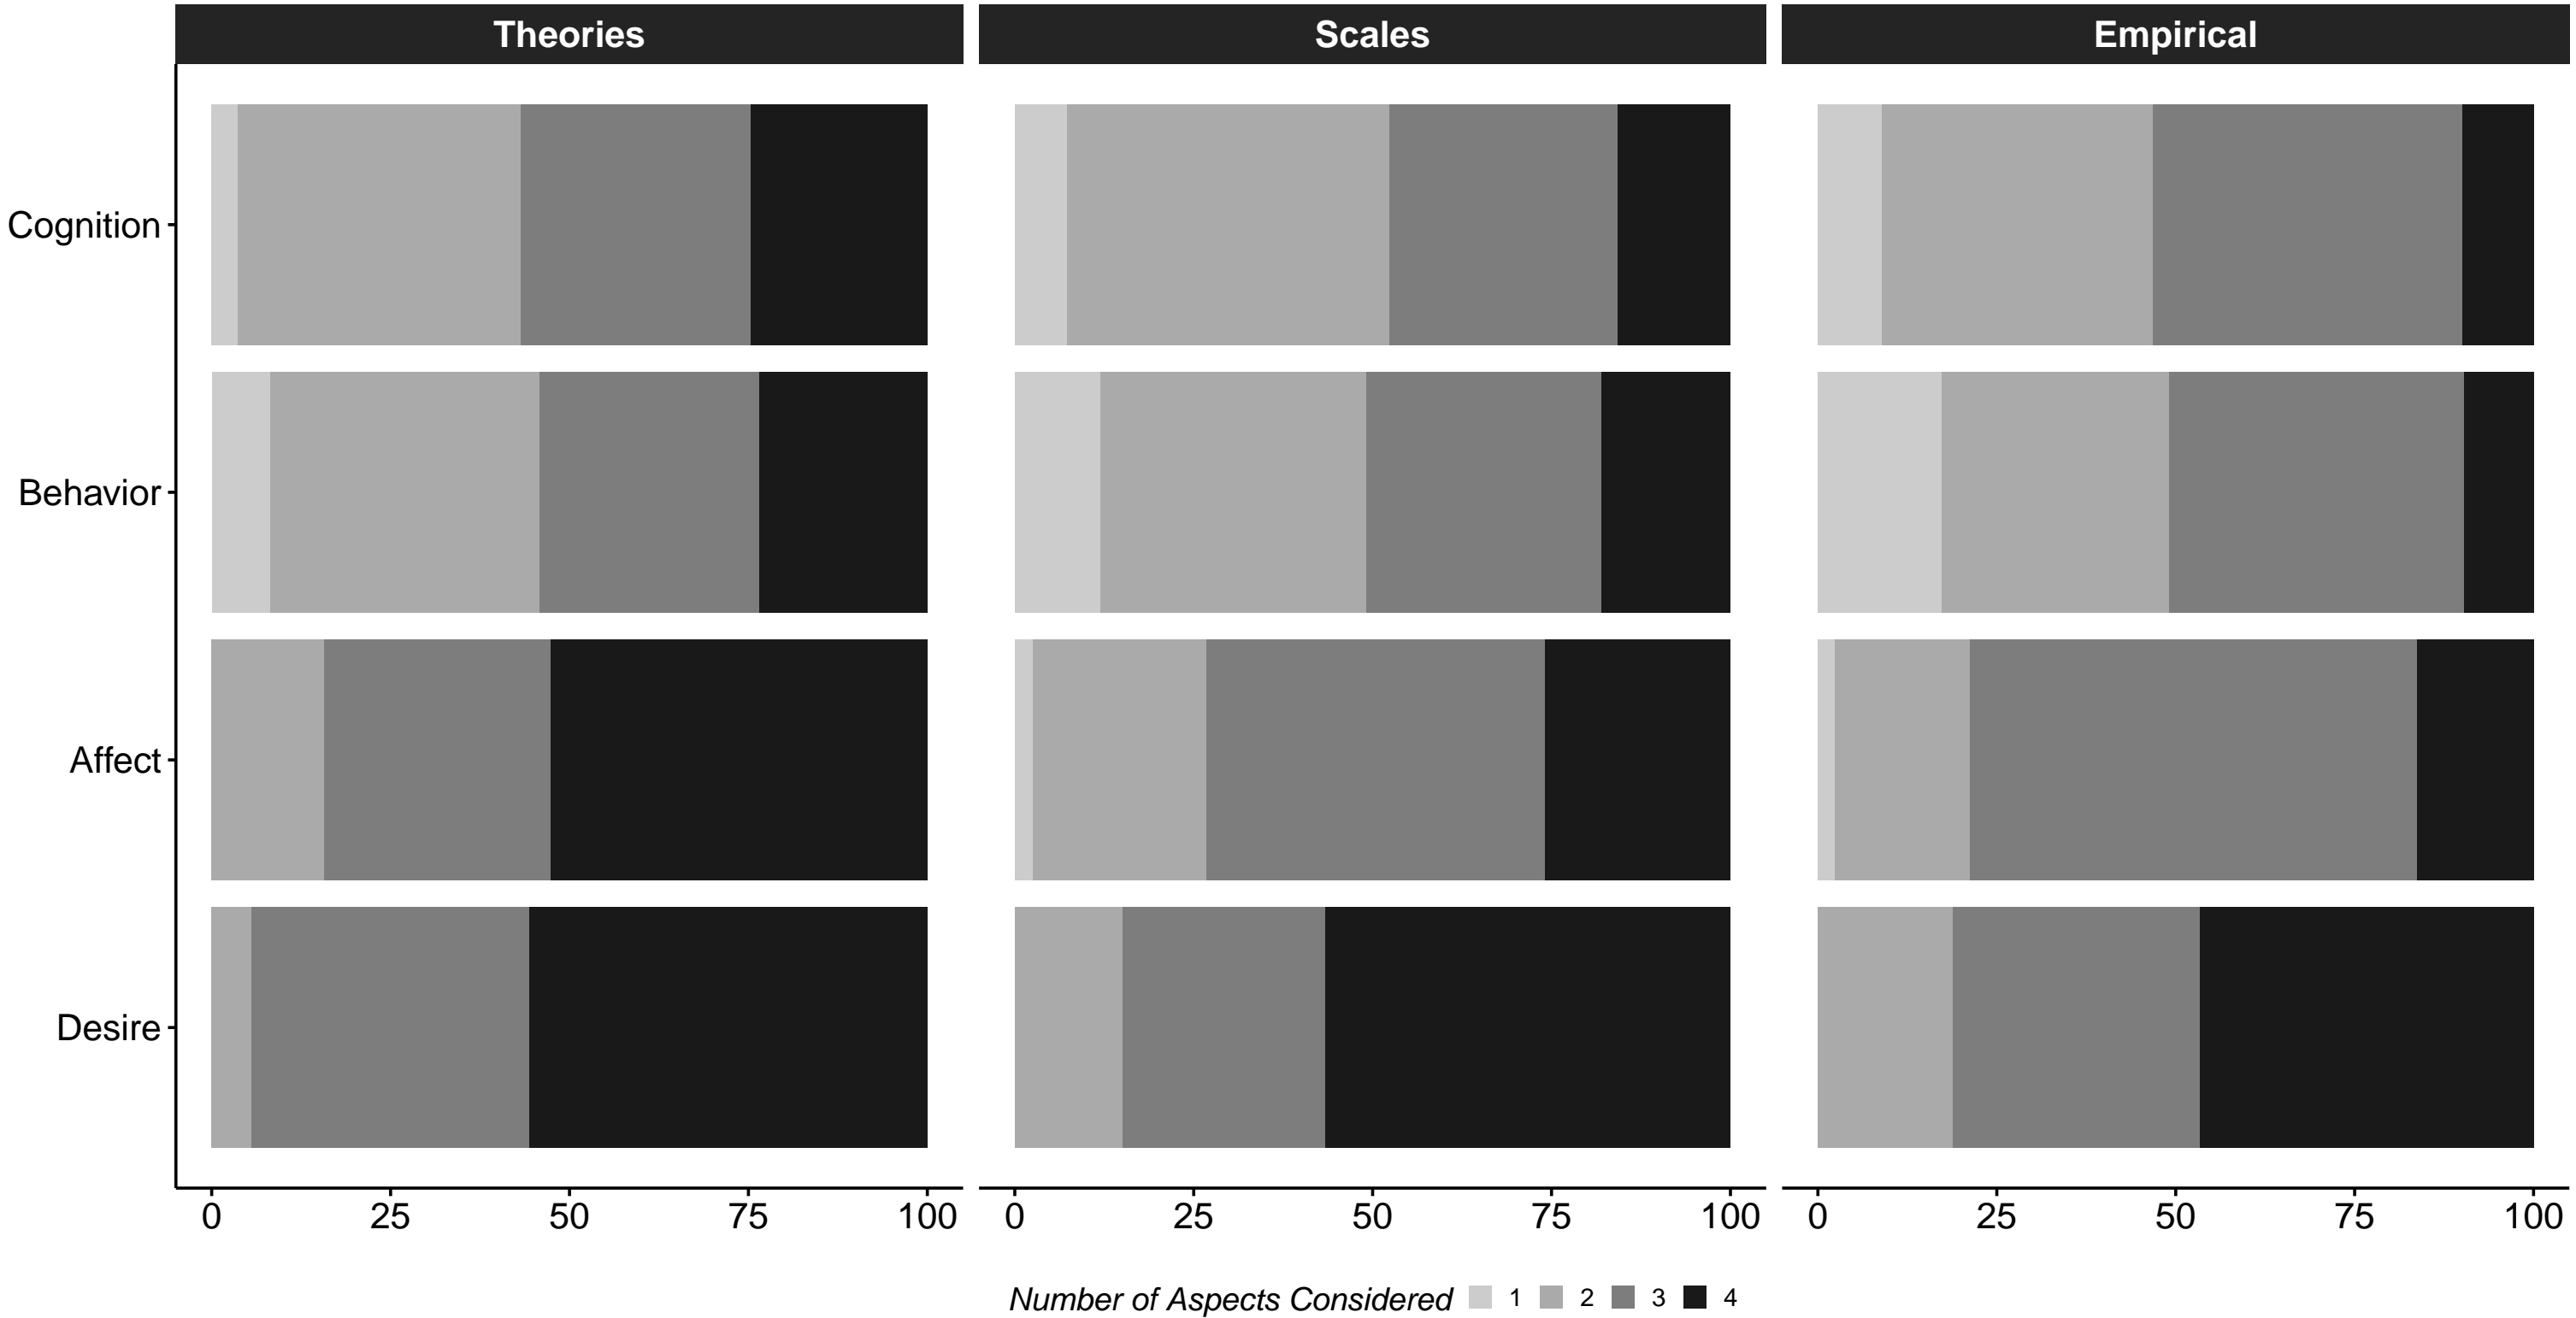 Theories Scales Empirical
Cognition
Behavior
Affect
Desire
0 25 50 75 100 0 25 50 75 100 0 25 50 75 100
Number of Aspects Considered 1 2 3 4